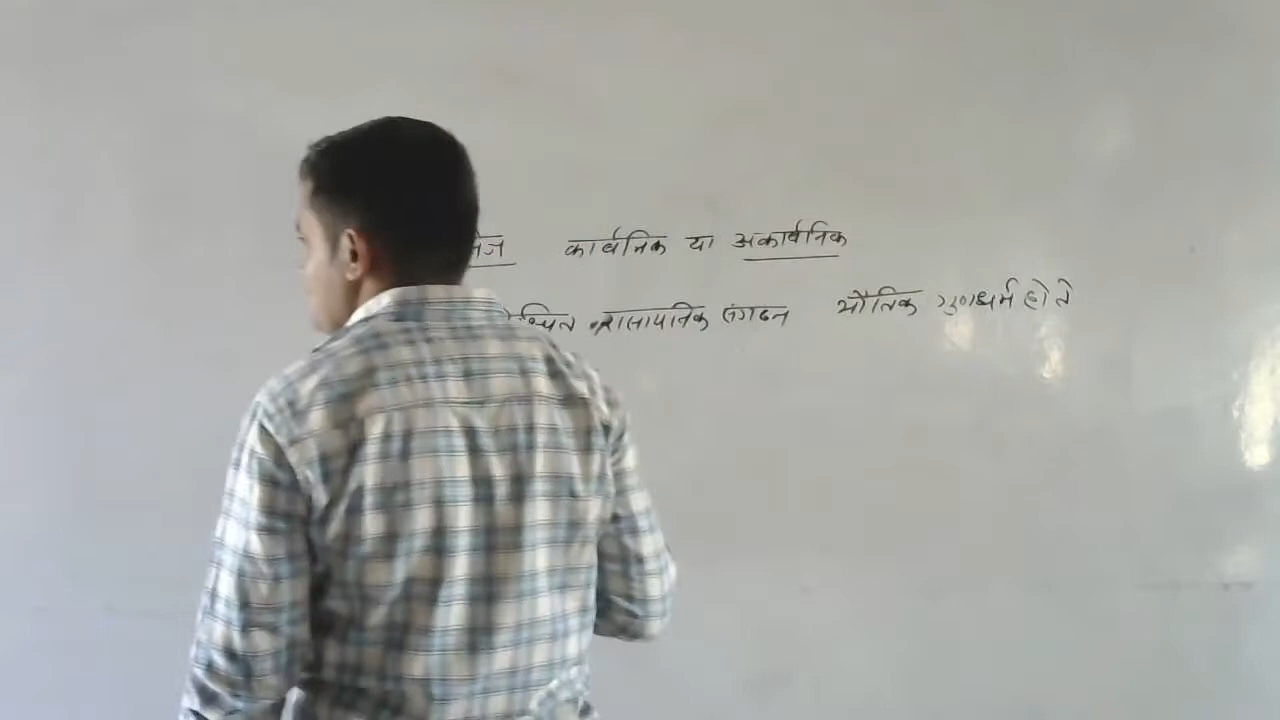 कार्बनिक या अकार्बनिक
रासायनिक संगठन भौतिक गुणधर्म होते